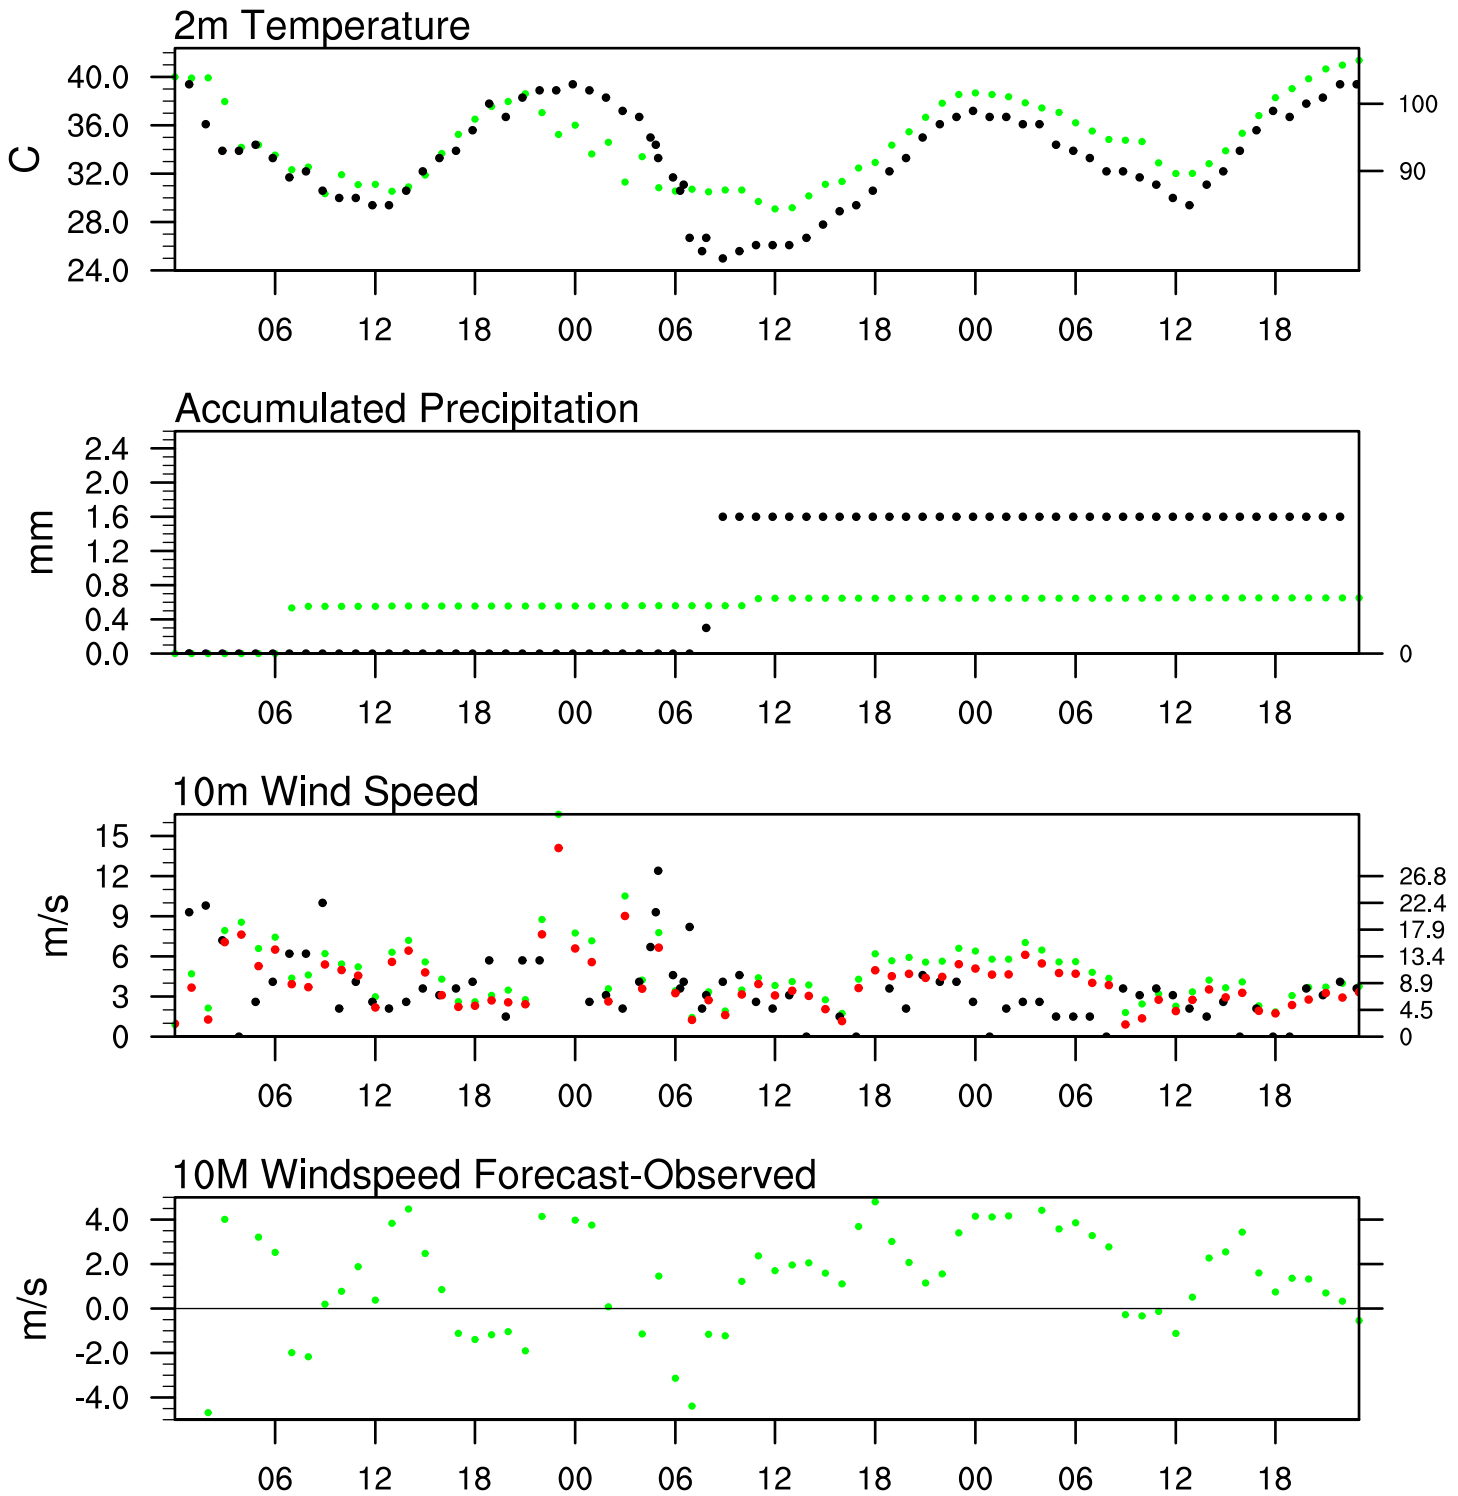 2m Temperature
40.0
36.0 100
32.0 90
28.0
24.0
C
06 12 18 00 06 12 18 00 06 12 18
Accumulated Precipitation
2.4
2.0
1.6
1.2
0.8
0.4
0.0 0
mm
06 12 18 00 06 12 18 00 06 12 18
10m Wind Speed
15
12 26.8
9 22.4
17.9
6 13.4
3 8.9
4.5
0 0
m/s
06 12 18 00 06 12 18 00 06 12 18
10M Windspeed Forecast-Observed
4.0
2.0
0.0
-2.0
-4.0
m/s
06 12 18 00 06 12 18 00 06 12 18